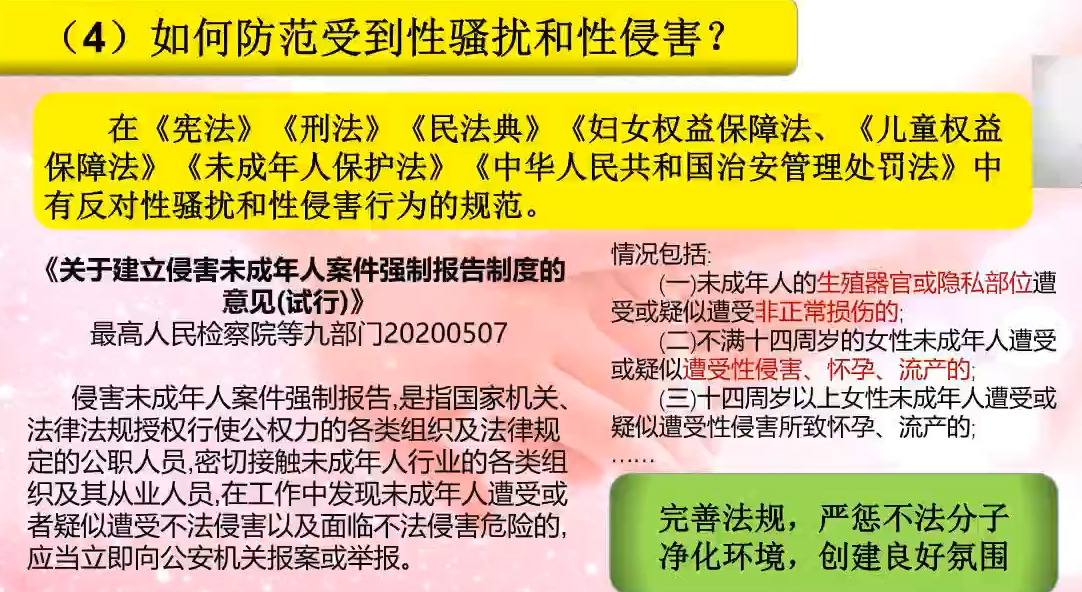 （4）如何防范受到性骚扰和性侵害？
在《宪法》《刑法》《民法典》《妇女权益保障法、《儿童权益
保障法》《未成年人保护法》《中华人民共和国治安管理处罚法》中
有反对性骚扰和性侵害行为的规范。
《关于建立侵害未成年人案件强制报告制度的
意见(试行)》
最高人民检察院等九部门20200507
侵害未成年人案件强制报告,是指国家机关、
法律法规授权行使公权力的各类组织及法律规
定的公职人员,密切接触未成年人行业的各类组
织及其从业人员,在工作中发现未成年人遭受或
者疑似遭受不法侵害以及面临不法侵害危险的,
应当立即向公安机关报案或举报。
情况包括:
(一)未成年人的生殖器官或隐私部位遭
受或疑似遭受非正常损伤的;
(二)不满十四周岁的女性未成年人遭受
或疑似遭受性侵害、怀孕、流产的;
(三)十四周岁以上女性未成年人遭受或
疑似遭受性侵害所致怀孕、流产的;
……
完善法规，严惩不法分子
净化环境，创建良好氛围